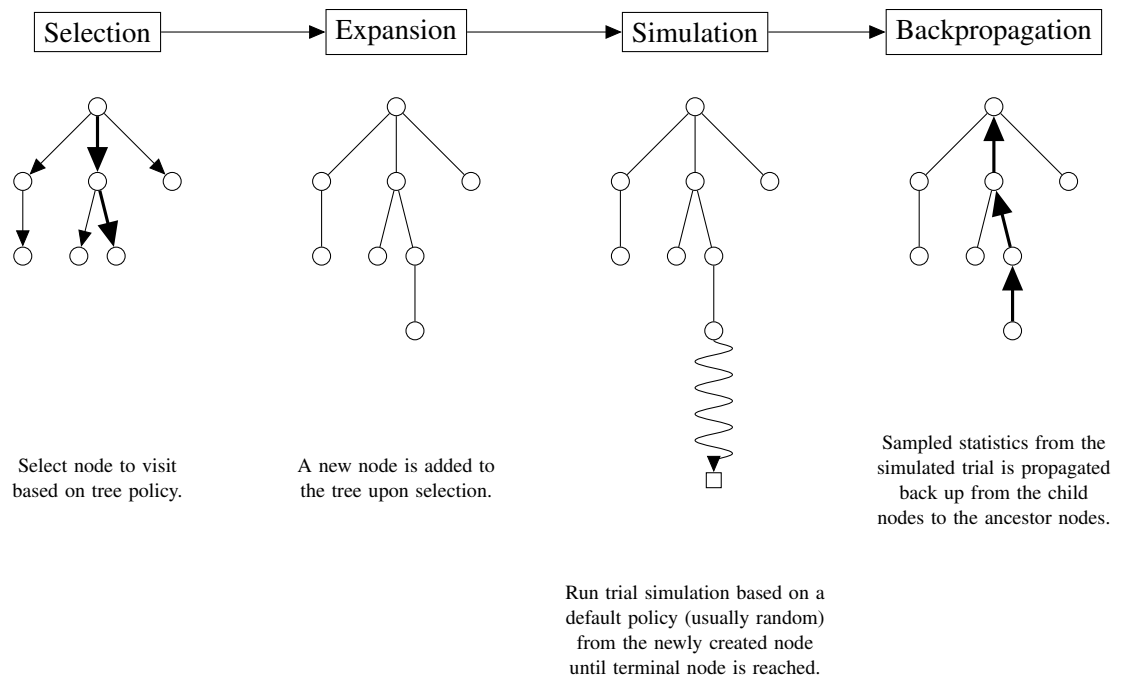 Selection
Expansion
Simulation
Backpropagation
Select node to visit
based on tree policy.
A new node is added to
the tree upon selection.
Run trial simulation based on a
default policy (usually random)
from the newly created node
until terminal node is reached.
Sampled statistics from the
simulated trial is propagated
back up from the child
nodes to the ancestor nodes.